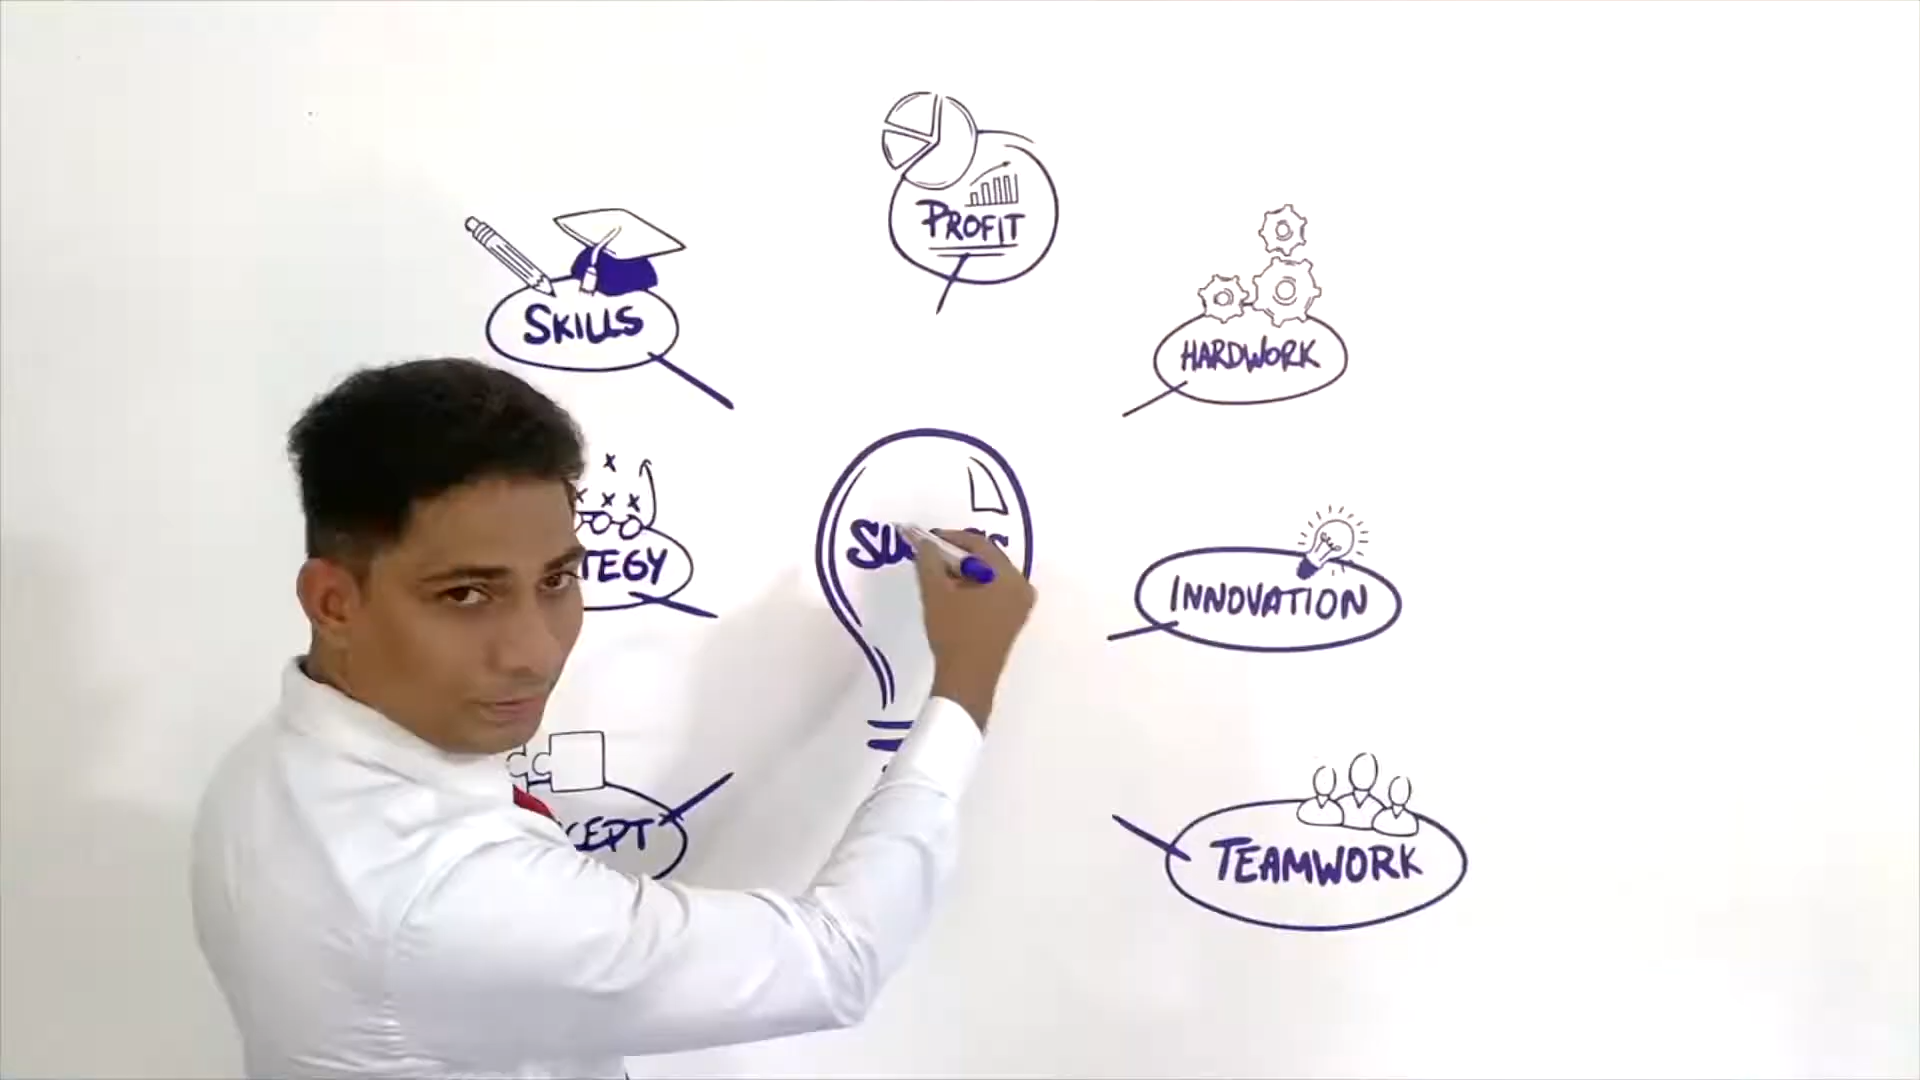 PROFIT
SKILLS
HARDWORK
TEGY
INNOVATION
CEPT
TEAMWORK